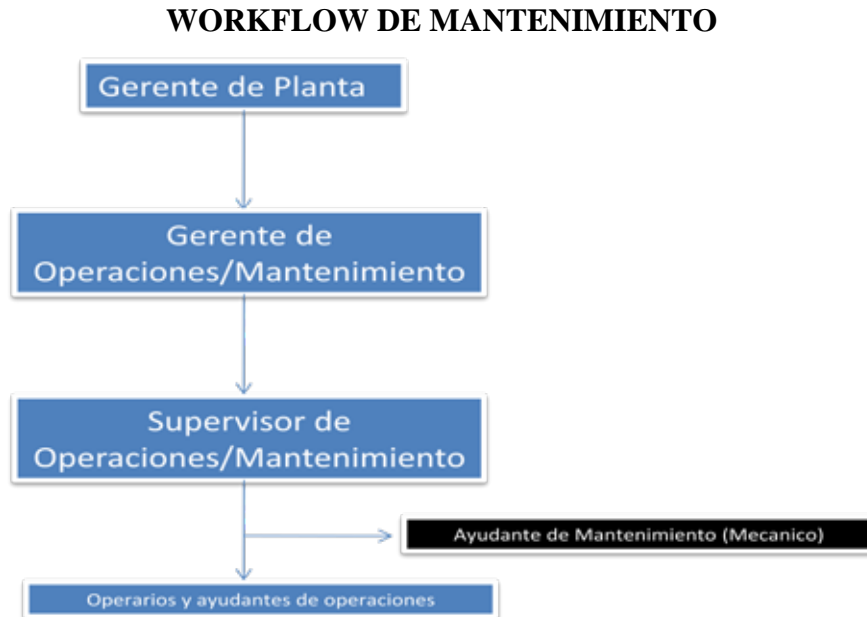 WORKFLOW DE MANTENIMIENTO
Gerente de Planta
Gerente de
Operaciones/Mantenimiento
Supervisor de
Operaciones/Mantenimiento
Ayudante de Mantenimiento (Mecanico)
Operarios y ayudantes de operaciones